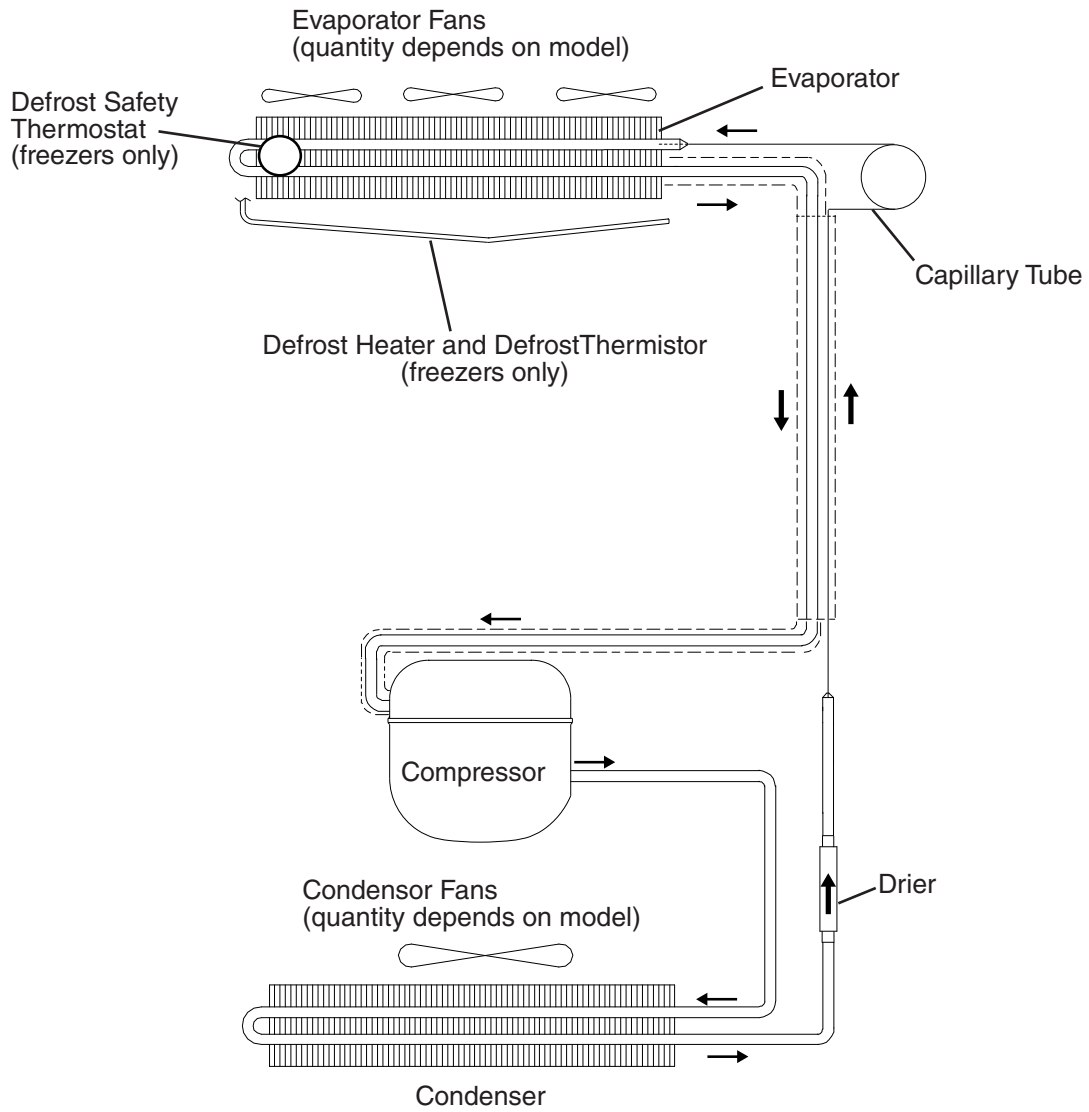 Evaporator Fans
(quantity depends on model)
Evaporator
Defrost Safety
Thermostat
(freezers only)
Capillary Tube
Defrost Heater and DefrostThermistor
(freezers only)
Compressor
Drier
Condensor Fans
(quantity depends on model)
Condenser